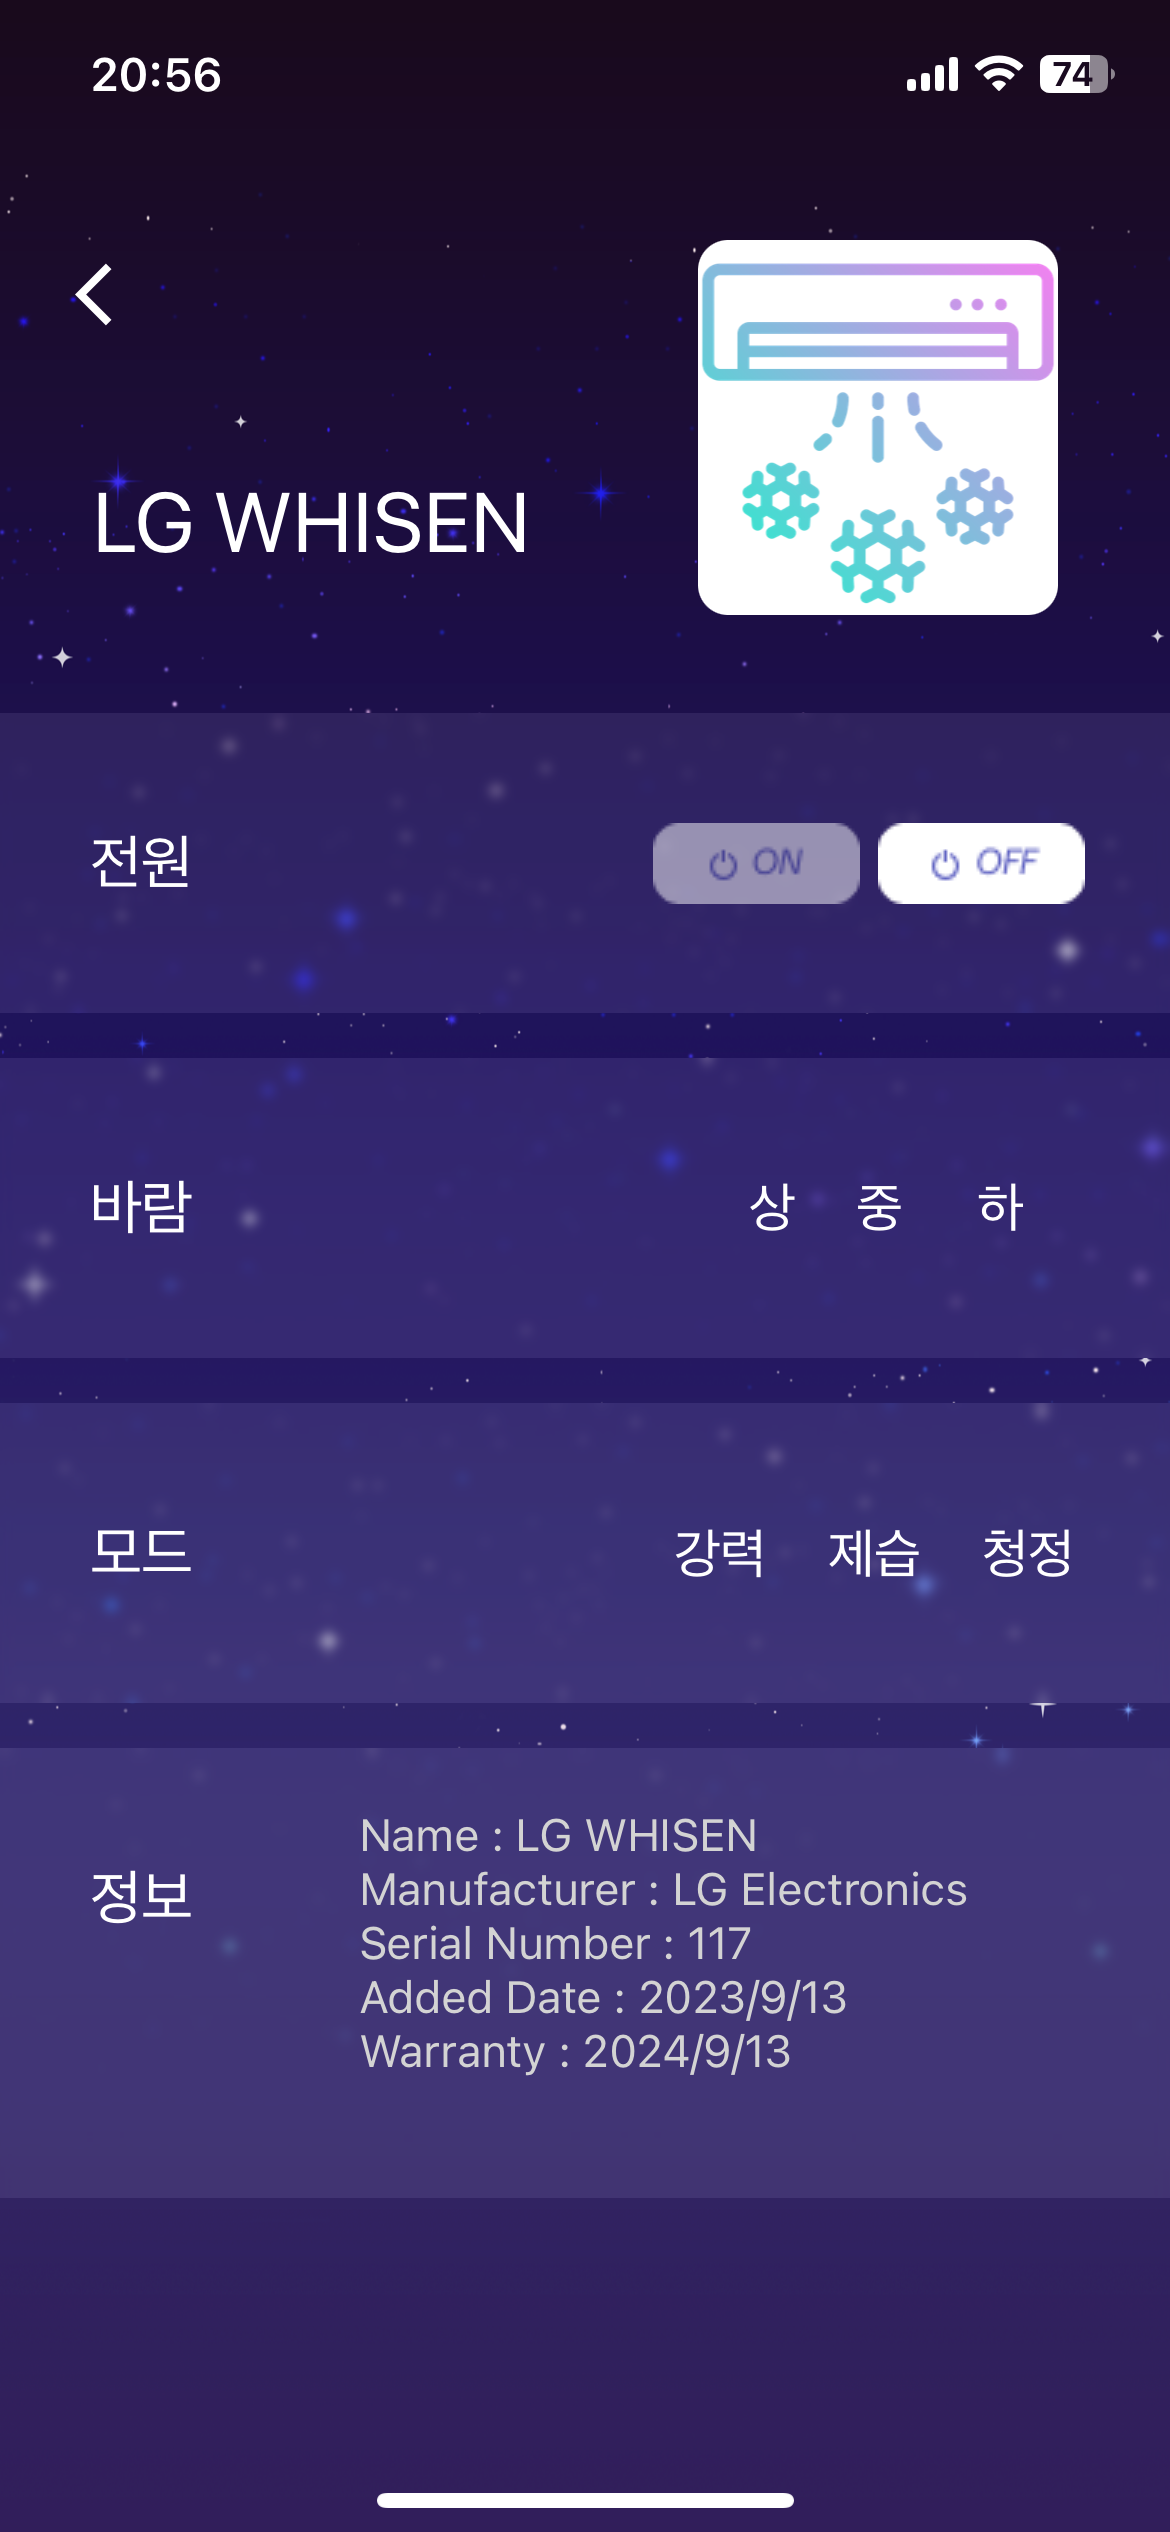 20:56
74
LG WHISEN
전원
ON OFF
바람
상 중 하
모드
강력 제습 청정
정보
Name : LG WHISEN
Manufacturer : LG Electronics
Serial Number : 117
Added Date : 2023/9/13
Warranty : 2024/9/13